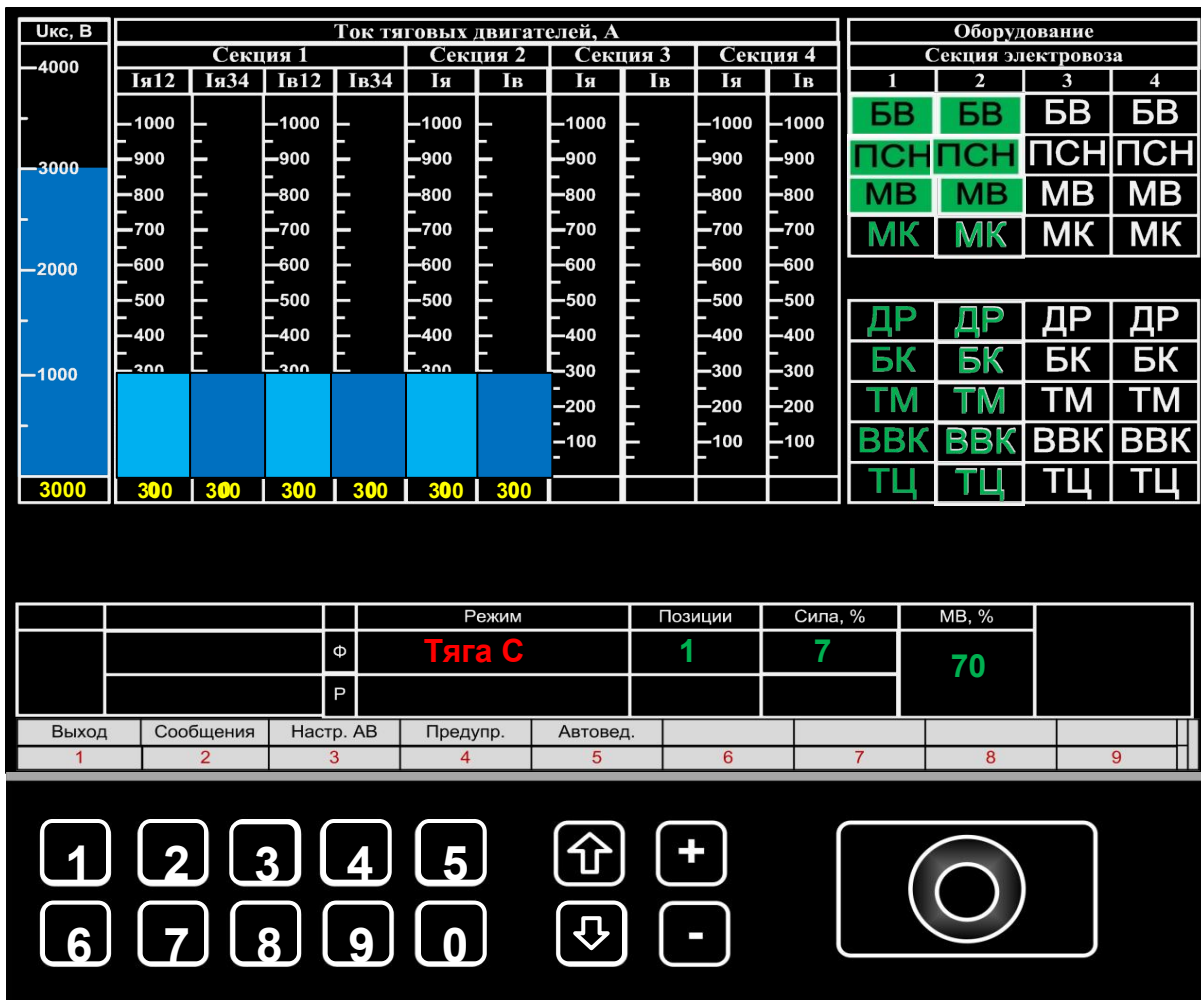 Uкс, В
Ток тяговых двигателей, А
Оборудование
Секция 1 Секция 2 Секция 3 Секция 4
Секция электровоза
4000
Iя12 Iя34 Iв12 Iв34 Iя Iв Iя Iв Iя Iв
1 2 3 4
БВ БВ БВ БВ
1000 1000 1000 1000 1000 1000
ПСН ПСН ПСН ПСН
3000 900 900 900 900 900 900
МВ МВ МВ МВ
800 800 800 800 800 800
МК МК МК МК
700 700 700 700 700 700
2000 600 600 600 600 600 600
500 500 500 500 500 500
ДР ДР ДР ДР
400 400 400 400 400 400
БК БК БК БК
1000 300 300 300 300 300 300
ТМ ТМ ТМ ТМ
200 200 200
ВВК ВВК ВВК ВВК
100 100 100
ТЦ ТЦ ТЦ ТЦ
3000 300 300 300 300 300 300
Режим Позиции Сила, % МВ, %
Ф Тяга С 1 7 70
Р
Выход Сообщения Настр. АВ Предупр. Автовед.
1 2 3 4 5 6 7 8 9
1 2 3 4 5 +
6 7 8 9 0 -